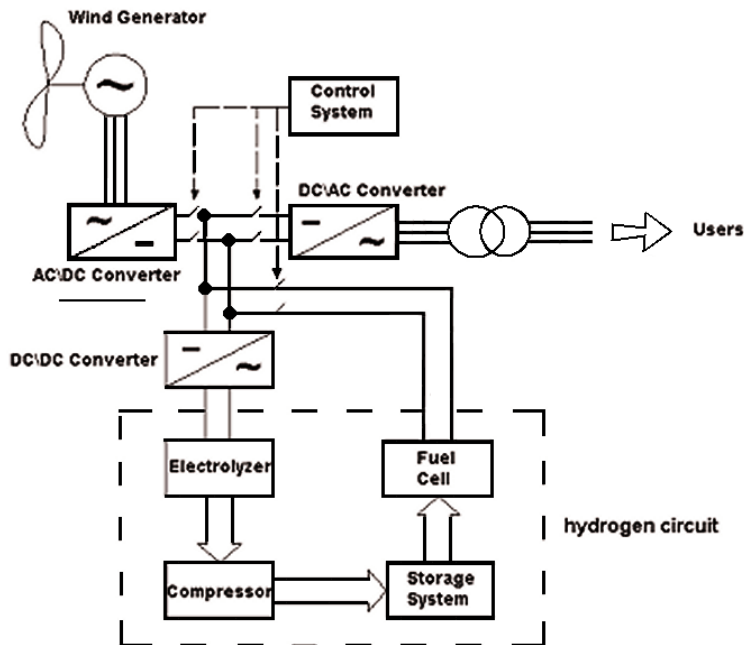 Wind Generator
Control
System
DC\AC Converter
Users
AC\DC Converter
DC\DC Converter
Electrolyzer
Fuel
Cell
hydrogen circuit
Compressor
Storage
System